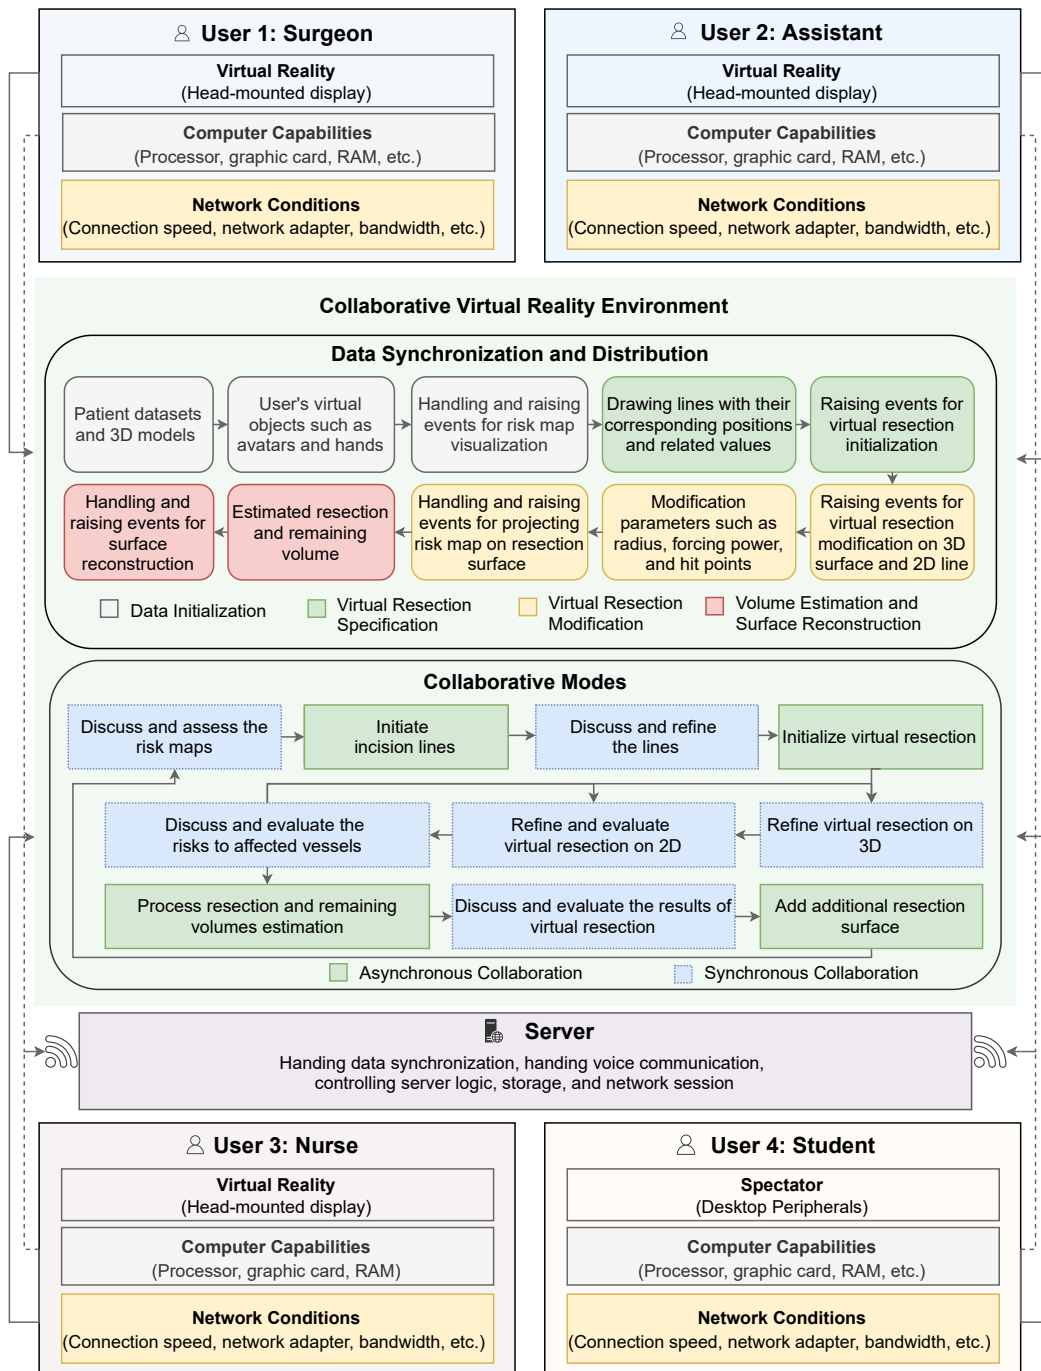 User 1: Surgeon
Virtual Reality
(Head-mounted display)
Computer Capabilities
(Processor, graphic card, RAM, etc.)
Network Conditions
(Connection speed, network adapter, bandwidth, etc.)
User 2: Assistant
Virtual Reality
(Head-mounted display)
Computer Capabilities
(Processor, graphic card, RAM, etc.)
Network Conditions
(Connection speed, network adapter, bandwidth, etc.)
Collaborative Virtual Reality Environment
Data Synchronization and Distribution
Patient datasets
and 3D models
User's virtual
objects such as
avatars and hands
Handling and raising
events for risk map
visualization
Drawing lines with their
corresponding positions
and related values
Raising events for
virtual resection
initialization
Handling and
raising events for
surface
reconstruction
Estimated resection
and remaining
volume
Handling and raising
events for projecting
risk map on resection
surface
Modification
parameters such as
radius, forcing power,
and hit points
Raising events for
virtual resection
modification on 3D
surface and 2D line
Data Initialization
Virtual Resection
Specification
Virtual Resection
Modification
Volume Estimation and
Surface Reconstruction
Collaborative Modes
Discuss and assess the
risk maps
Initiate
incision lines
Discuss and refine
the lines
Initialize virtual resection
Discuss and evaluate the
risks to affected vessels
Refine and evaluate
virtual resection on 2D
Refine virtual resection on
3D
Process resection and remaining
volumes estimation
Discuss and evaluate the results of
virtual resection
Add additional resection
surface
Asynchronous Collaboration
Synchronous Collaboration
Server
Handing data synchronization, handing voice communication,
controlling server logic, storage, and network session
User 3: Nurse
Virtual Reality
(Head-mounted display)
Computer Capabilities
(Processor, graphic card, RAM)
Network Conditions
(Connection speed, network adapter, bandwidth, etc.)
User 4: Student
Spectator
(Desktop Peripherals)
Computer Capabilities
(Processor, graphic card, RAM, etc.)
Network Conditions
(Connection speed, network adapter, bandwidth, etc.)